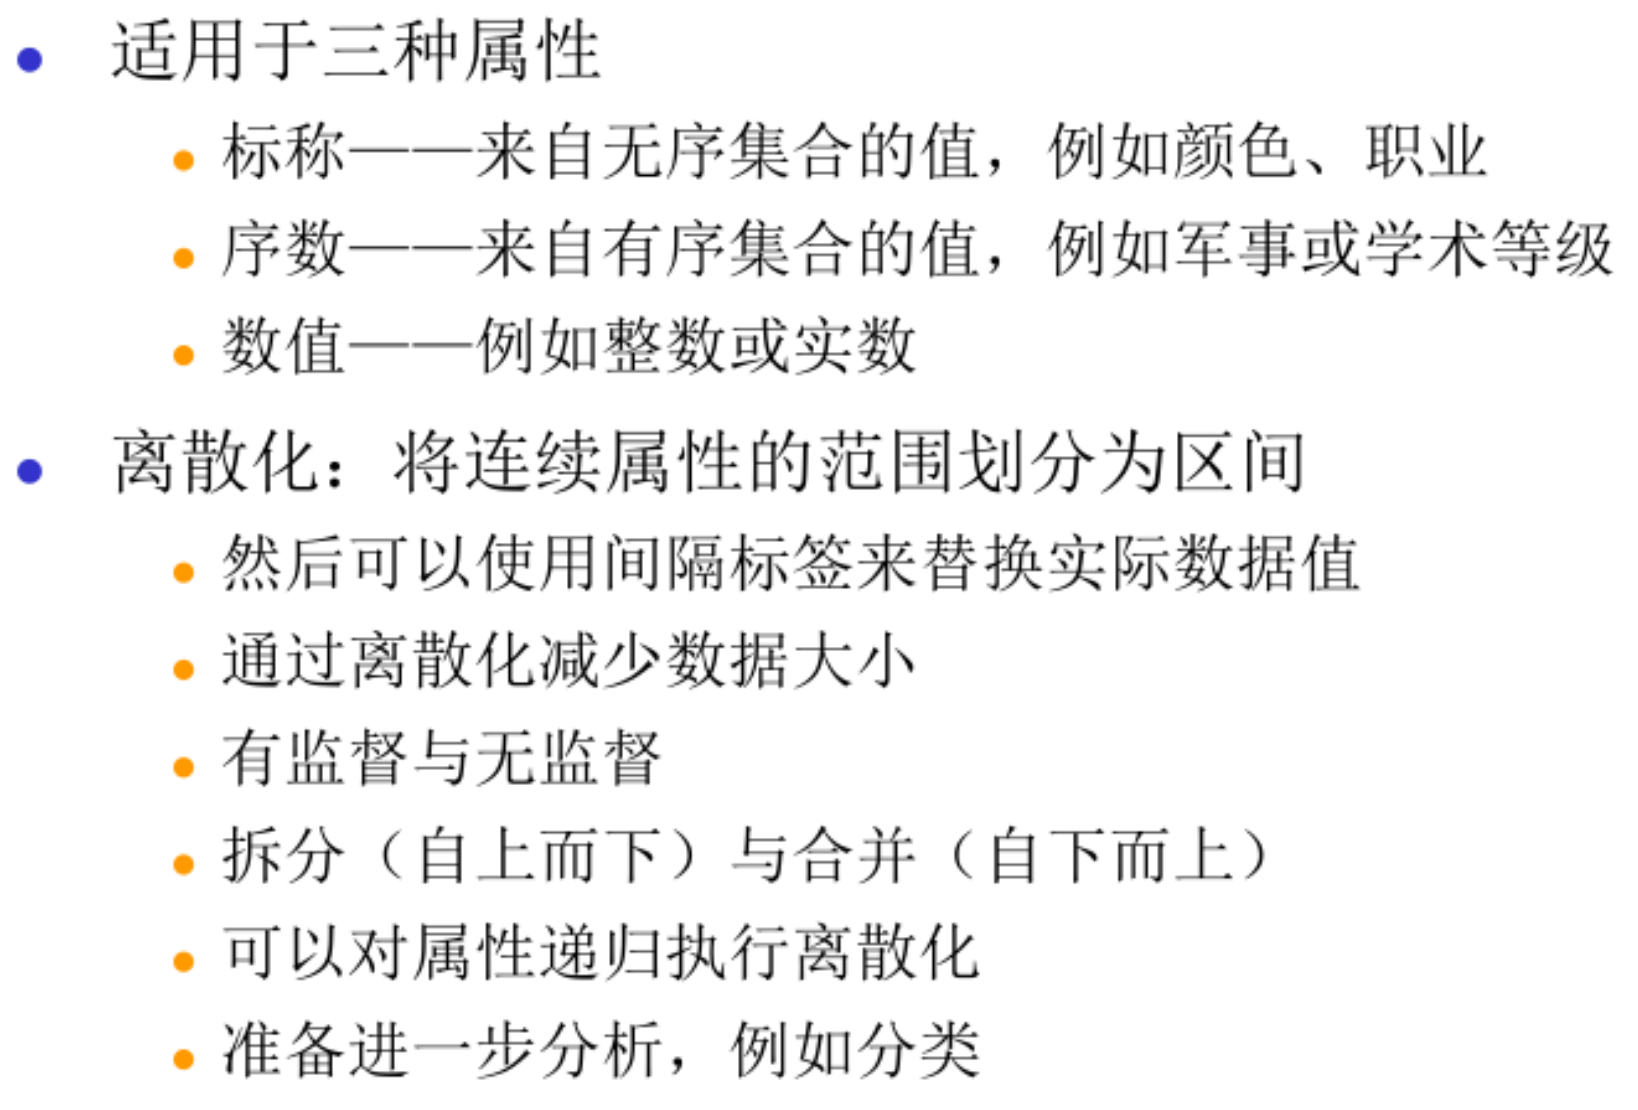 适用于三种属性
标称——来自无序集合的值，例如颜色、职业
序数——来自有序集合的值，例如军事或学术等级
数值——例如整数或实数
离散化：将连续属性的范围划分为区间
然后可以使用间隔标签来替换实际数据值
通过离散化减少数据大小
有监督与无监督
拆分（自上而下）与合并（自下而上）
可以对属性递归执行离散化
准备进一步分析，例如分类